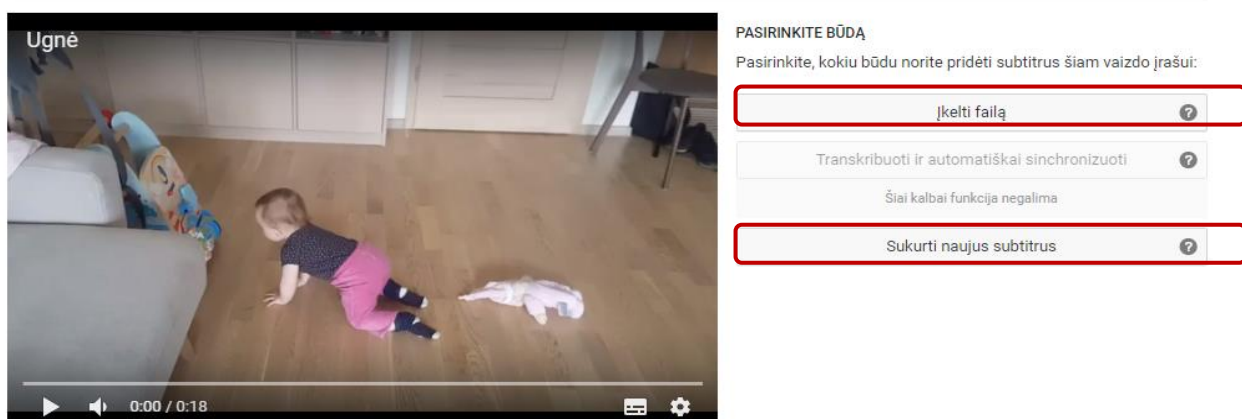 Ugnė
0:00 / 0:18
PASIRINKITE BŪDĄ
Pasirinkite, kokiu būdu norite pridėti subtitrus šiam vaizdo įrašui:
Įkelti failą
Transkribuoti ir automatiškai sinchronizuoti
Šiai kalbai funkcija negalima
Sukurti naujus subtitrus